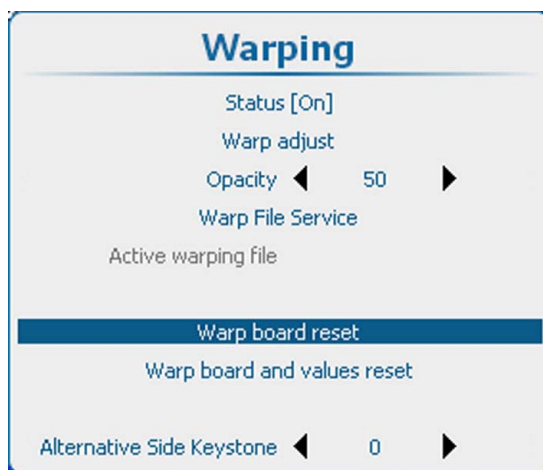 Warping
Status [On]
Warp adjust
Opacity 50
Warp File Service
Active warping file
Warp board reset
Warp board and values reset
Alternative Side Keystone 0